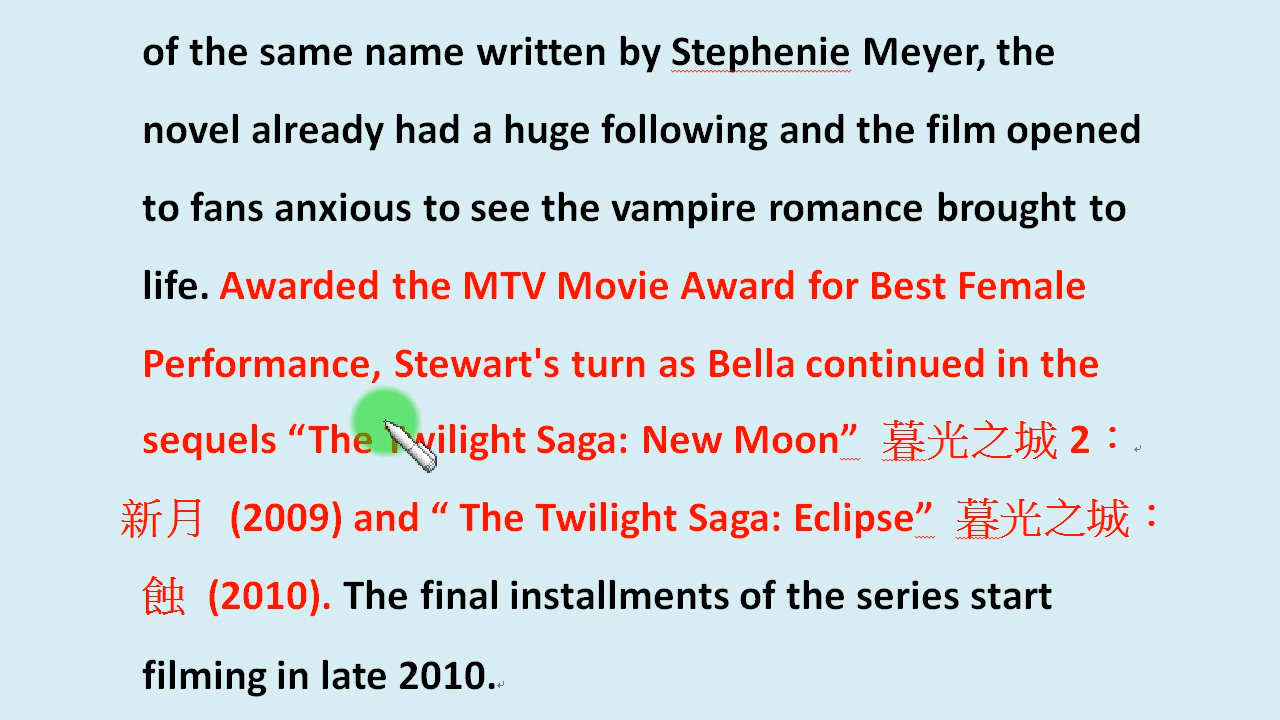 of the same name written by Stephenie Meyer, the
novel already had a huge following and the film opened
to fans anxious to see the vampire romance brought to
life. Awarded the MTV Movie Award for Best Female
Performance, Stewart's turn as Bella continued in the
sequels “The Twilight Saga: New Moon” 暮光之城 2：
新月 (2009) and “ The Twilight Saga: Eclipse” 暮光之城：
蝕 (2010). The final installments of the series start
filming in late 2010.